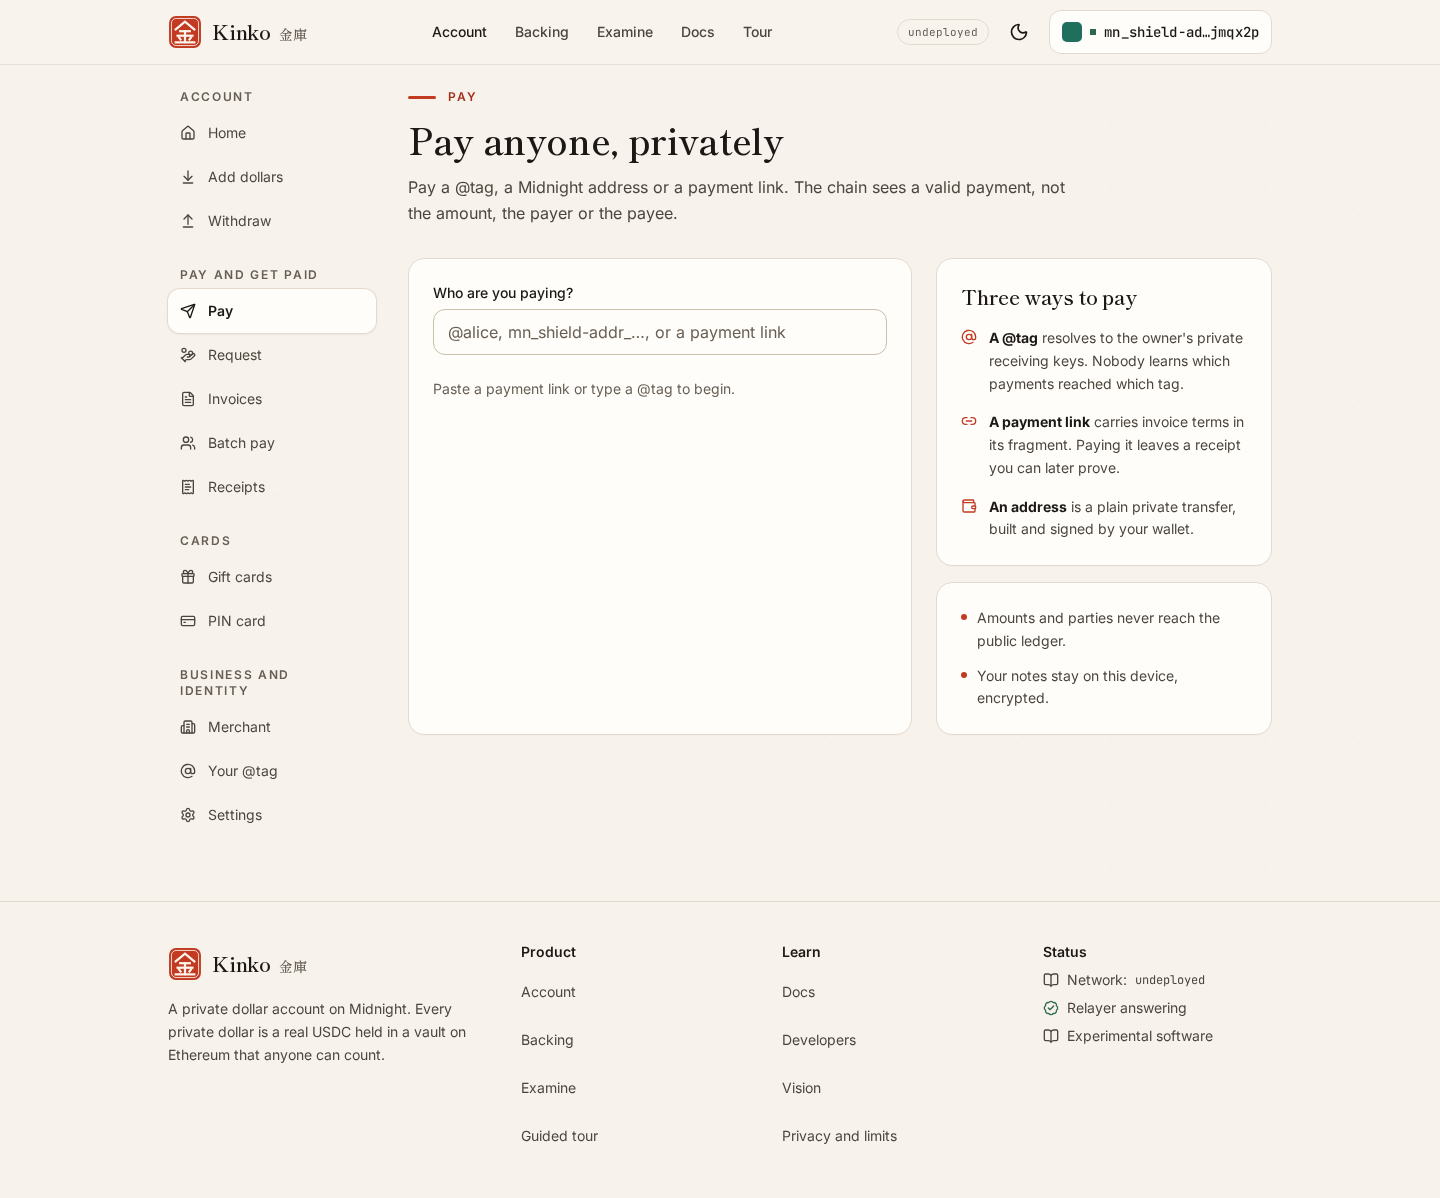 金 Kinko 金庫
Account Backing Examine Docs Tour
undeployed
mn_shield-ad…jmqx2p
ACCOUNT
Home
Add dollars
Withdraw
PAY AND GET PAID
Pay
Request
Invoices
Batch pay
Receipts
CARDS
Gift cards
PIN card
BUSINESS AND
IDENTITY
Merchant
Your @tag
Settings
PAY
Pay anyone, privately
Pay a @tag, a Midnight address or a payment link. The chain sees a valid payment, not
the amount, the payer or the payee.
Who are you paying?
@alice, mn_shield-addr_…, or a payment link
Paste a payment link or type a @tag to begin.
Three ways to pay
A @tag resolves to the owner's private
receiving keys. Nobody learns which
payments reached which tag.
A payment link carries invoice terms in
its fragment. Paying it leaves a receipt
you can later prove.
An address is a plain private transfer,
built and signed by your wallet.
Amounts and parties never reach the
public ledger.
Your notes stay on this device,
encrypted.
金 Kinko 金庫
A private dollar account on Midnight. Every
private dollar is a real USDC held in a vault on
Ethereum that anyone can count.
Product
Account
Backing
Examine
Guided tour
Learn
Docs
Developers
Vision
Privacy and limits
Status
Network: undeployed
Relayer answering
Experimental software